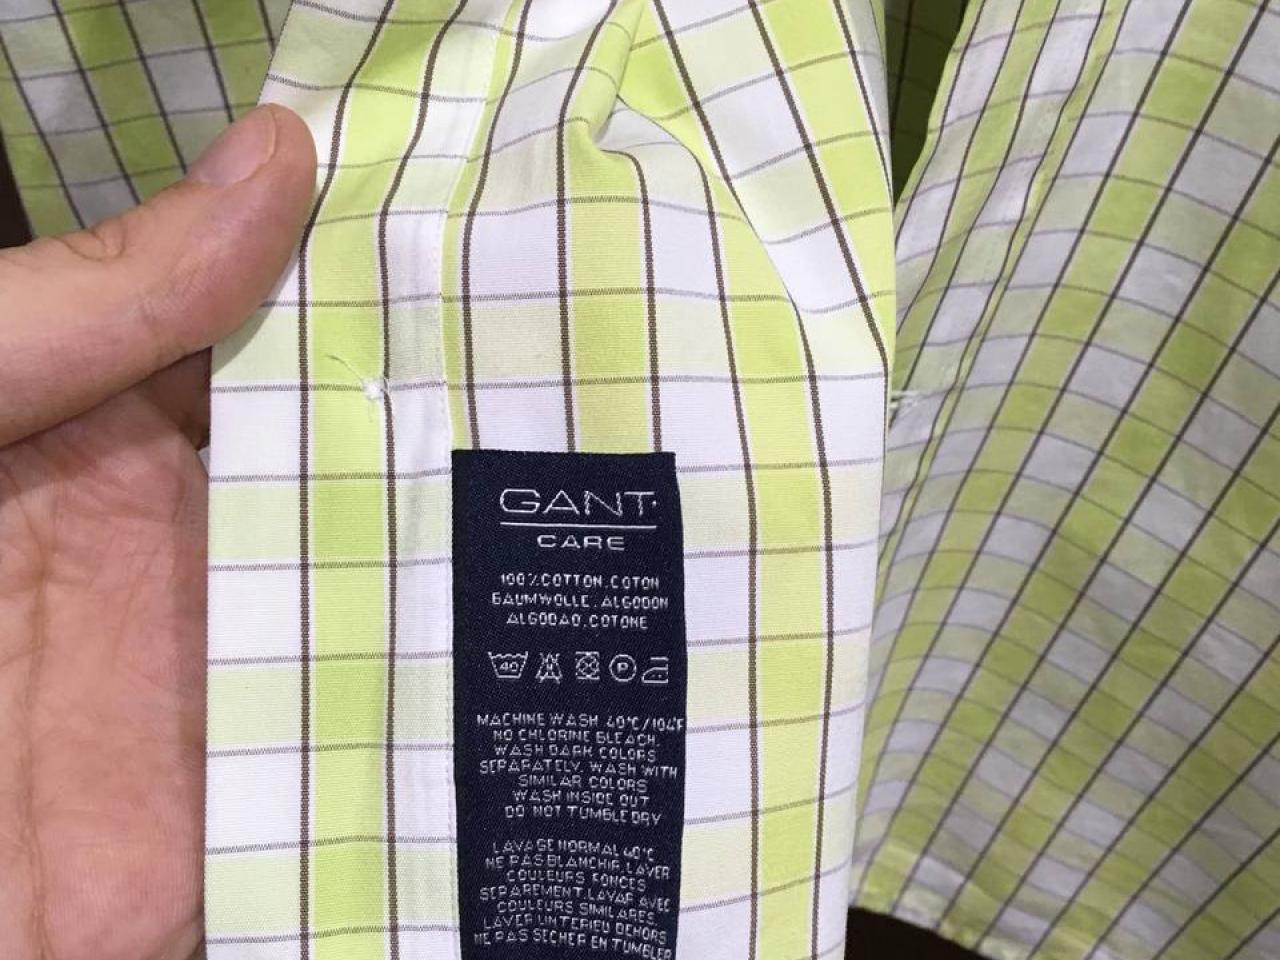 GANT
CARE
100% COTTON.COTON
BAUMWOLLE.ALGODON
ALGODAO.COTONE
40 P
MACHINE WASH 40°C/104°F
NO CHLORINE BLEACH.
WASH DARK COLORS
SEPARATELY. WASH WITH
SIMILAR COLORS
WASH INSIDE OUT
DO NOT TUMBLE DRY
LAVAGE NORMAL 40°C
NE PAS BLANCHIR. LAVER
COULEURS FONCES
SEPAREMENT. LAVAR AVEC
COULEURS SIMILARES.
LAVER UNTERIEU DEHORS
NE PAS SECHER EN TUMBLER